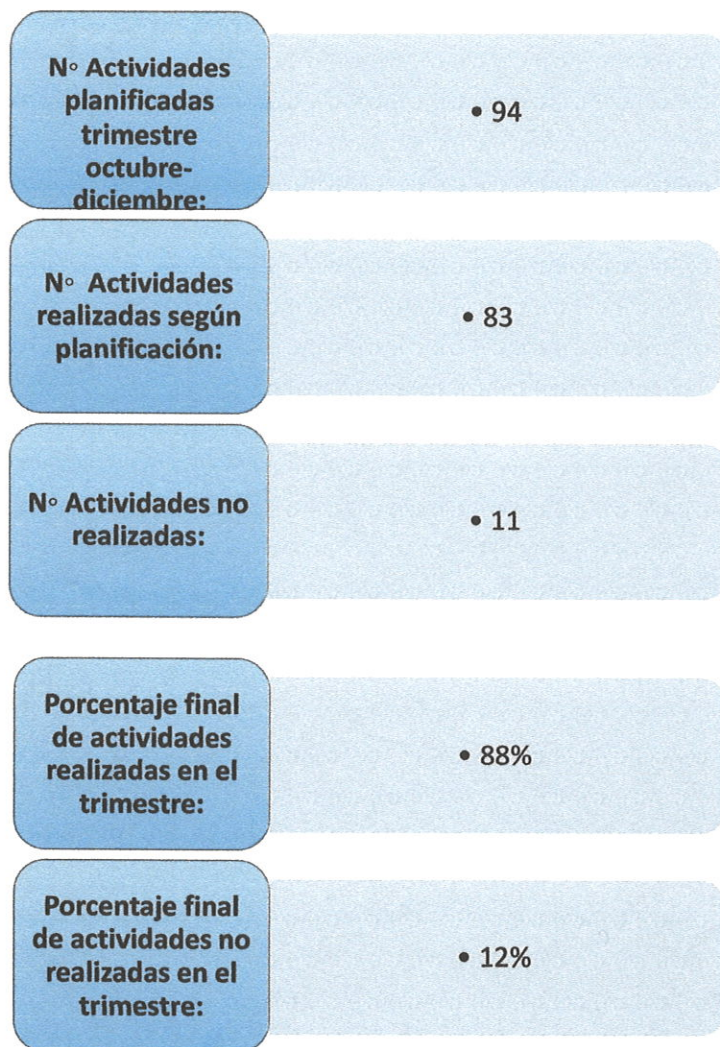 N◦ Actividades
planificadas
trimestre
octubre-
diciembre:
• 94
N◦ Actividades
realizadas según
planificación:
• 83
N◦ Actividades no
realizadas:
• 11
Porcentaje final
de actividades
realizadas en el
trimestre:
• 88%
Porcentaje final
de actividades no
realizadas en el
trimestre:
• 12%